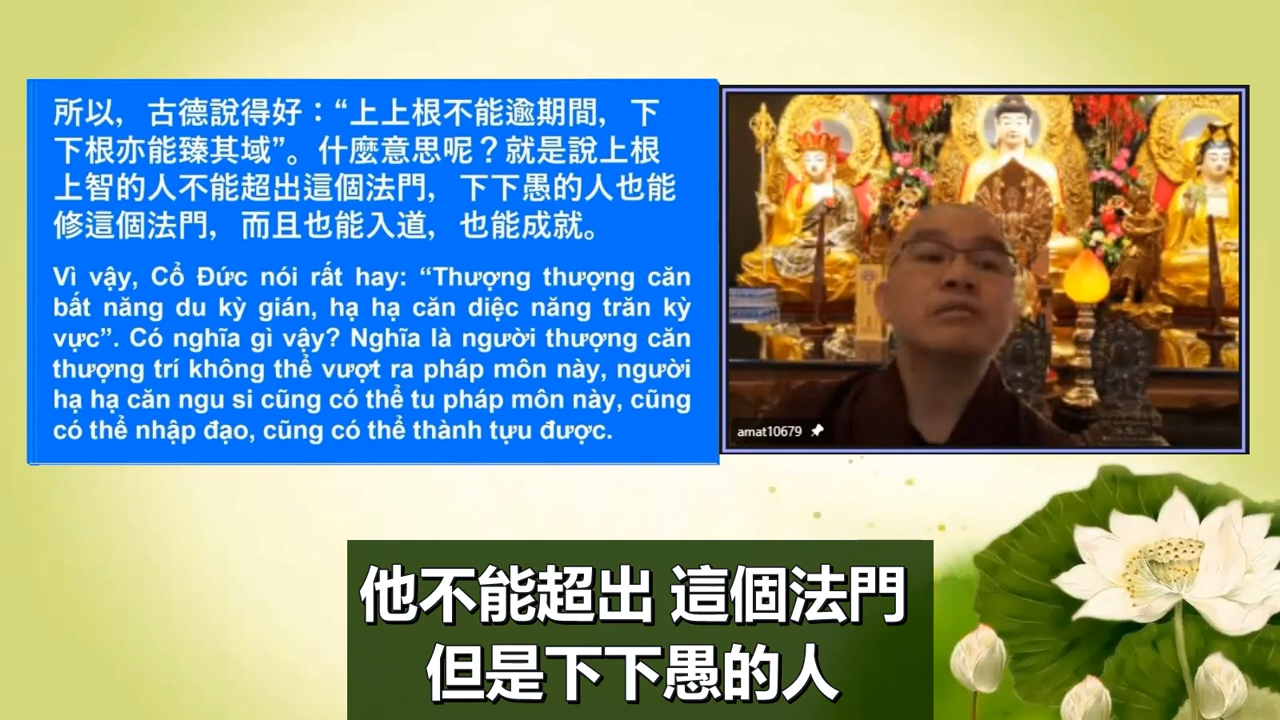 所以，古德說得好：“上上根不能逾期間，下
下根亦能臻其域”。什麼意思呢？就是說上根
上智的人不能超出這個法門，下下愚的人也能
修這個法門，而且也能入道，也能成就。
Vì vậy, Cổ Đức nói rất hay: “Thượng thượng căn
bất năng du kỳ gián, hạ hạ căn diệc năng trăn kỳ
vực”. Có nghĩa gì vậy? Nghĩa là người thượng căn
thượng trí không thể vượt ra pháp môn này, người
hạ hạ căn ngu si cũng có thể tu pháp môn này, cũng
có thể nhập đạo, cũng có thể thành tựu được.
amat10679
他不能超出 這個法門
但是下下愚的人